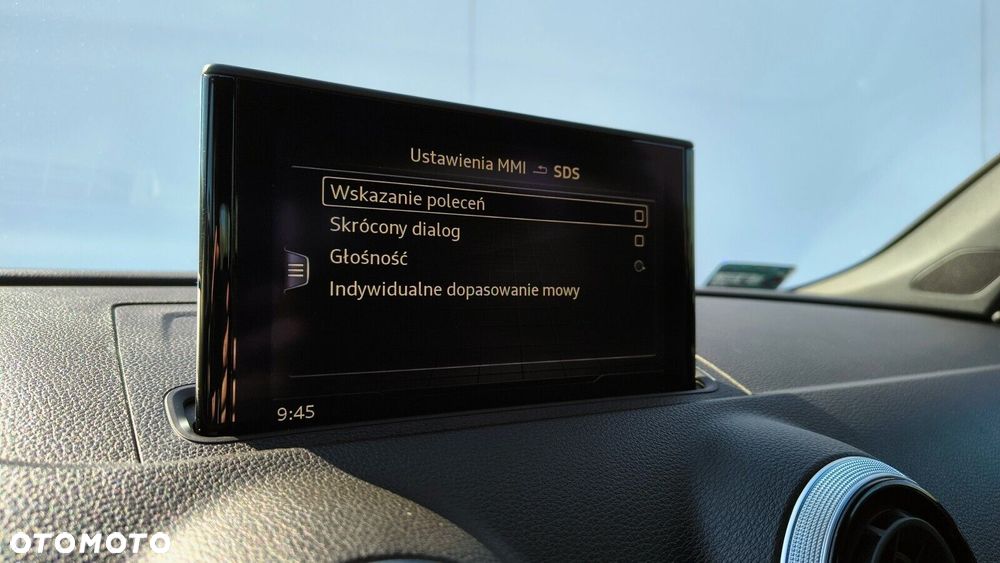 Ustawienia MMI SDS
Wskazanie poleceń
Skrócony dialog
Głośność
Indywidualne dopasowanie mowy
9:45
OTOMOTO